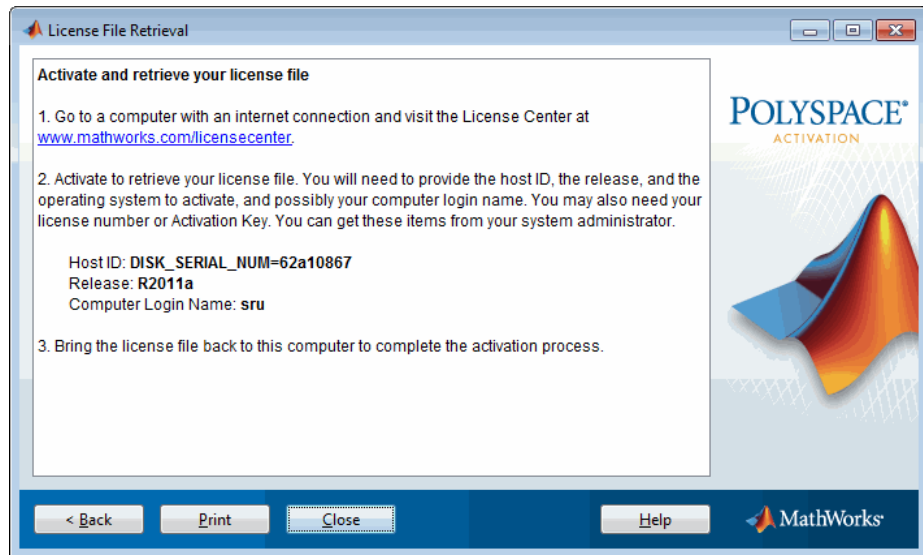 License File Retrieval
Activate and retrieve your license file
1. Go to a computer with an internet connection and visit the License Center at
www.mathworks.com/licensecenter.
2. Activate to retrieve your license file. You will need to provide the host ID, the release, and the
operating system to activate, and possibly your computer login name. You may also need your
license number or Activation Key. You can get these items from your system administrator.
Host ID: DISK_SERIAL_NUM=62a10867
Release: R2011a
Computer Login Name: sru
3. Bring the license file back to this computer to complete the activation process.
POLYSPACE®
ACTIVATION
< Back
Print
Close
Help
MathWorks®